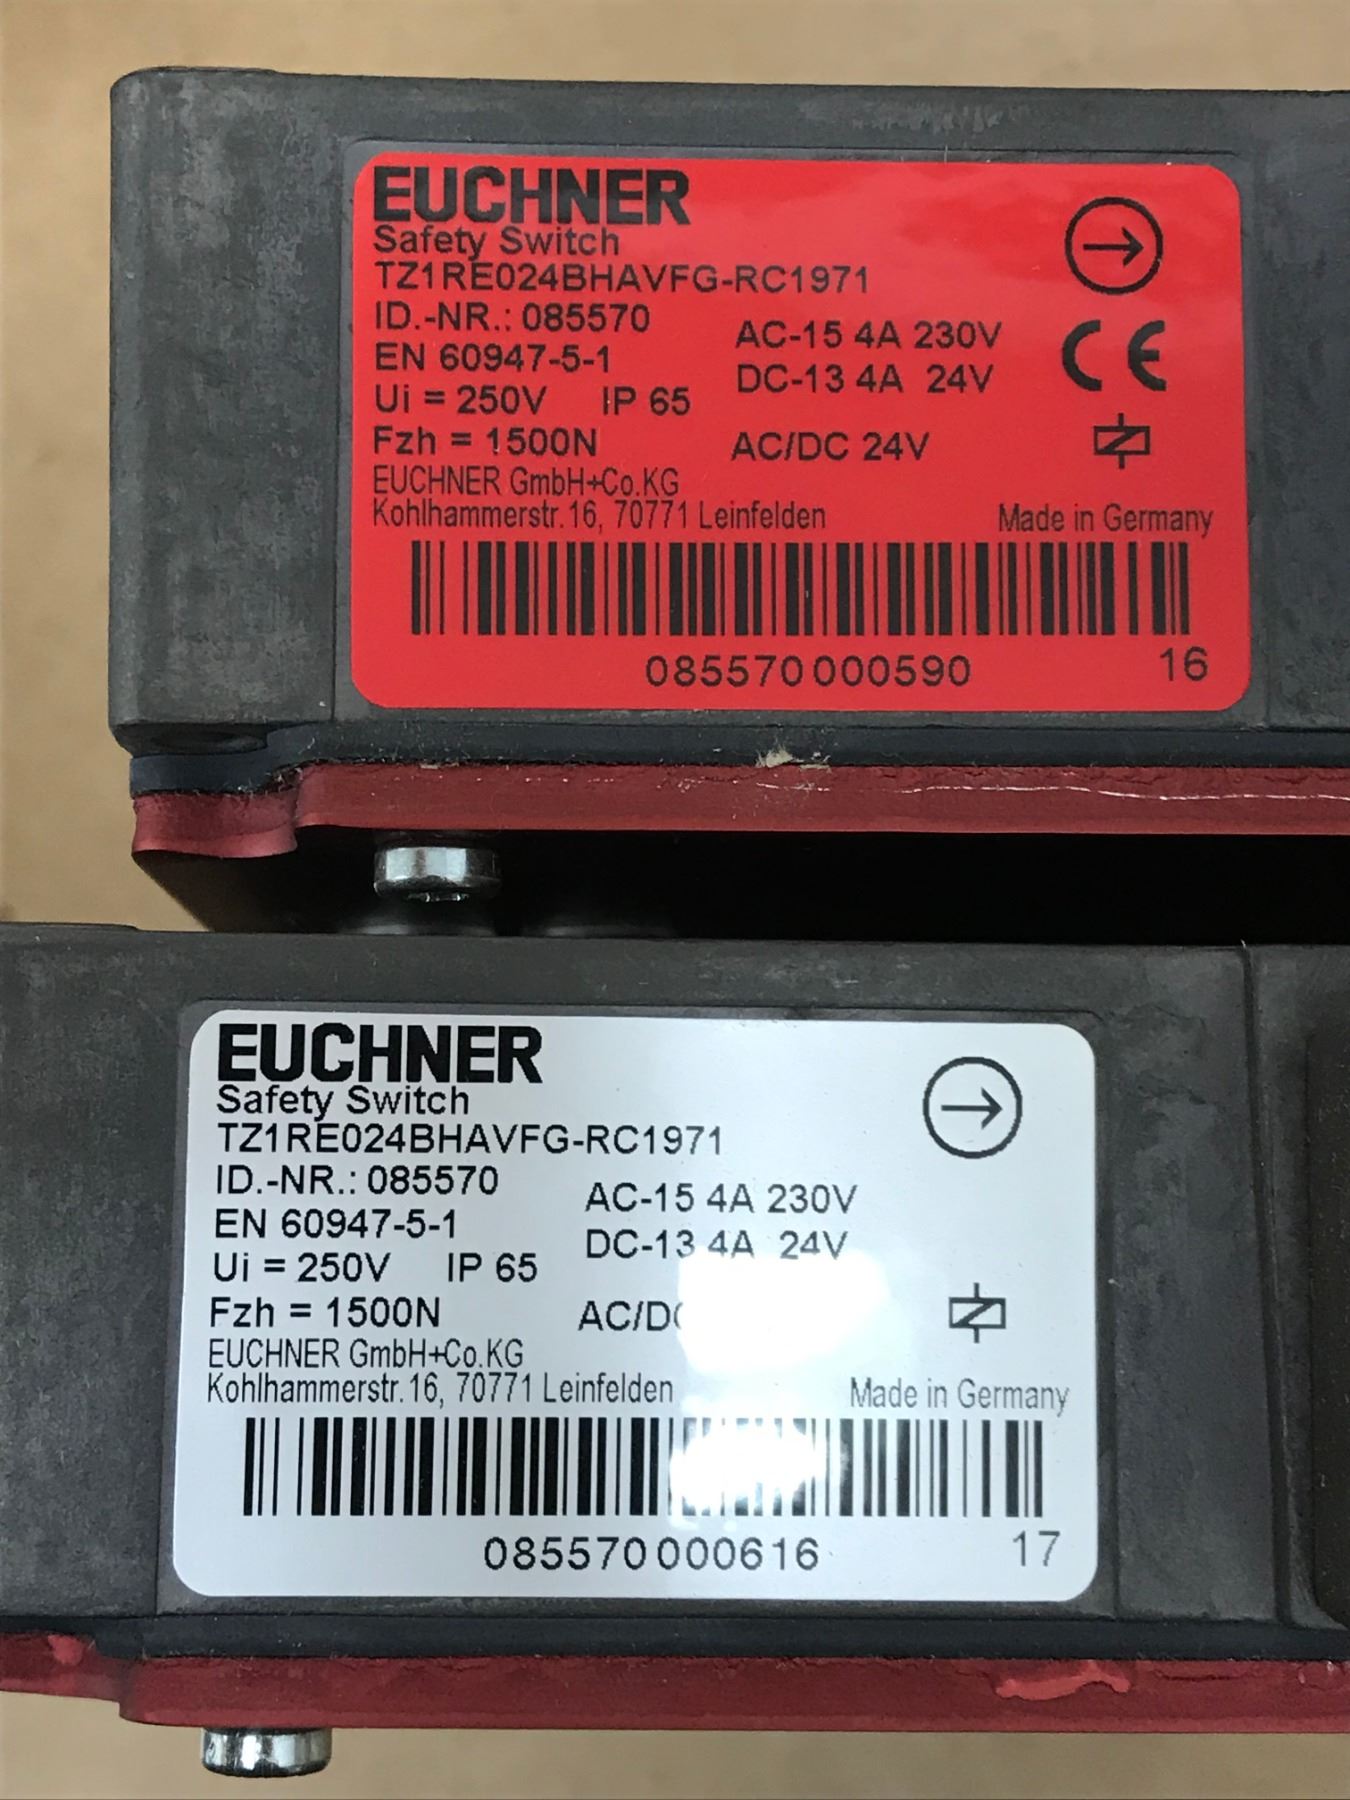 EUCHNER
Safety Switch
TZ1RE024BHAVFG-RC1971
ID.-NR.: 085570
AC-15 4A 230V
EN 60947-5-1
DC-13 4A 24V
CE
Ui = 250V IP 65
Fzh = 1500N AC/DC 24V
EUCHNER GmbH+Co.KG
Kohlhammerstr. 16, 70771 Leinfelden Made in Germany
085570000590 16
EUCHNER
Safety Switch
TZ1RE024BHAVFG-RC1971
ID.-NR.: 085570
AC-15 4A 230V
EN 60947-5-1
DC-13 4A 24V
Ui = 250V IP 65
Fzh = 1500N
EUCHNER GmbH+Co.KG
Kohlhammerstr. 16, 70771 Leinfelden Made in Germany
085570000616 17